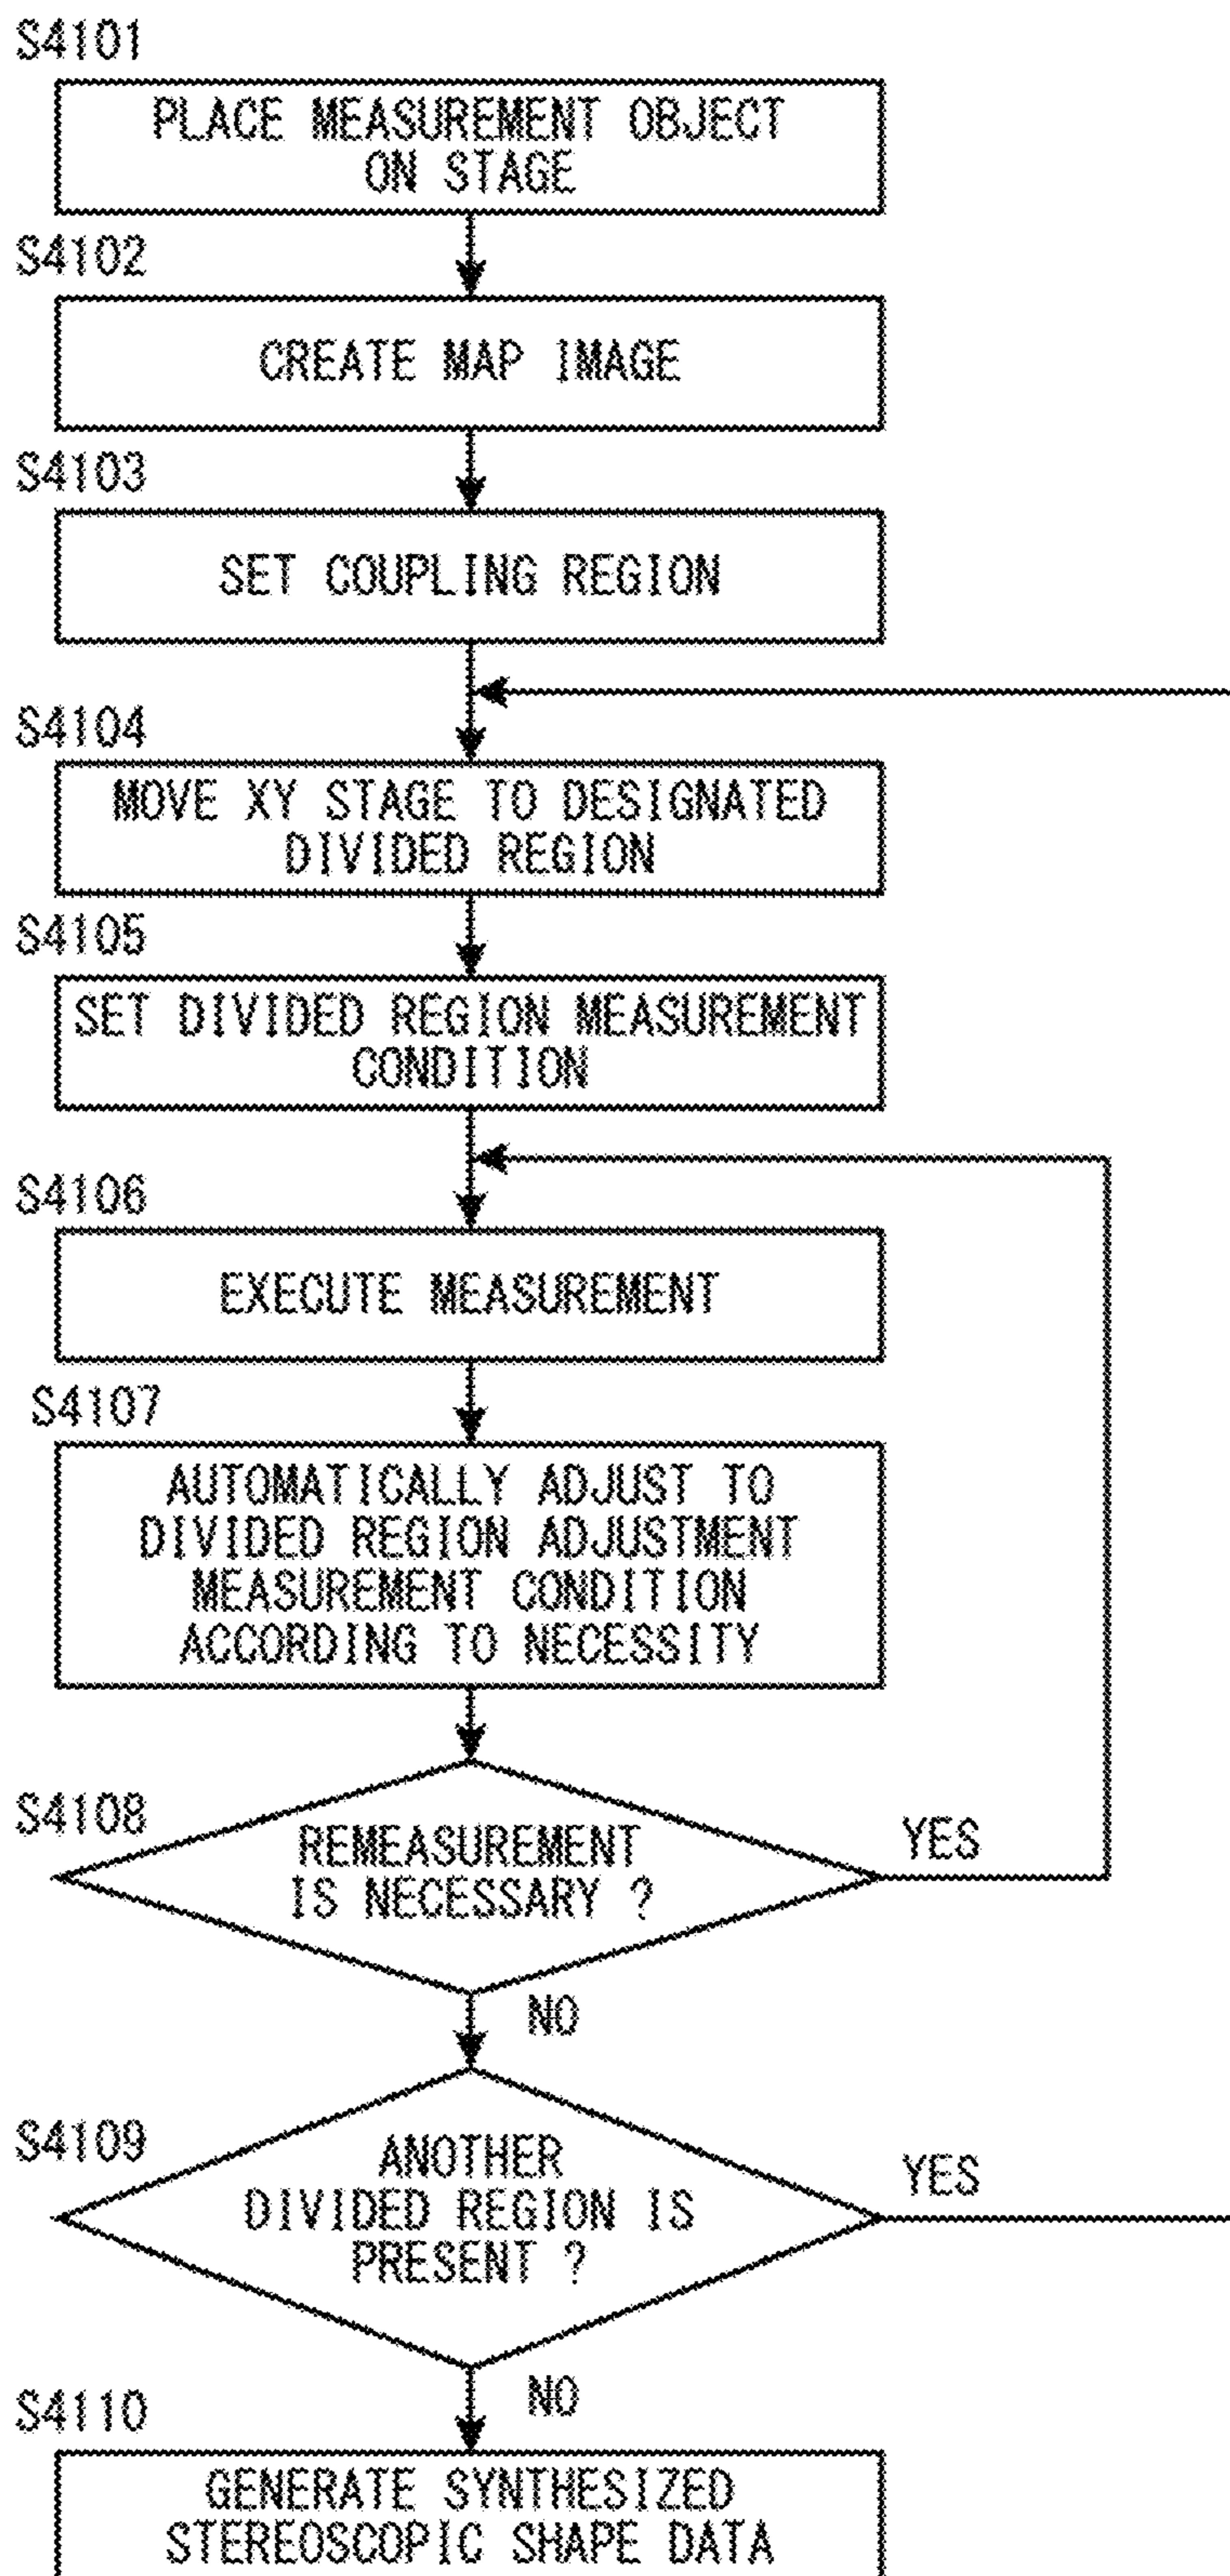 S4101
PLACE MEASUREMENT OBJECT
ON STAGE
S4102
CREATE MAP IMAGE
S4103
SET COUPLING REGION
S4104
MOVE XY STAGE TO DESIGNATED
DIVIDED REGION
S4105
SET DIVIDED REGION MEASUREMENT
CONDITION
S4106
EXECUTE MEASUREMENT
S4107
AUTOMATICALLY ADJUST TO
DIVIDED REGION ADJUSTMENT
MEASUREMENT CONDITION
ACCORDING TO NECESSITY
S4108
REMEASUREMENT
IS NECESSARY ?
YES
NO
S4109
ANOTHER
DIVIDED REGION IS
PRESENT ?
YES
NO
S4110
GENERATE SYNTHESIZED
STEREOSCOPIC SHAPE DATA